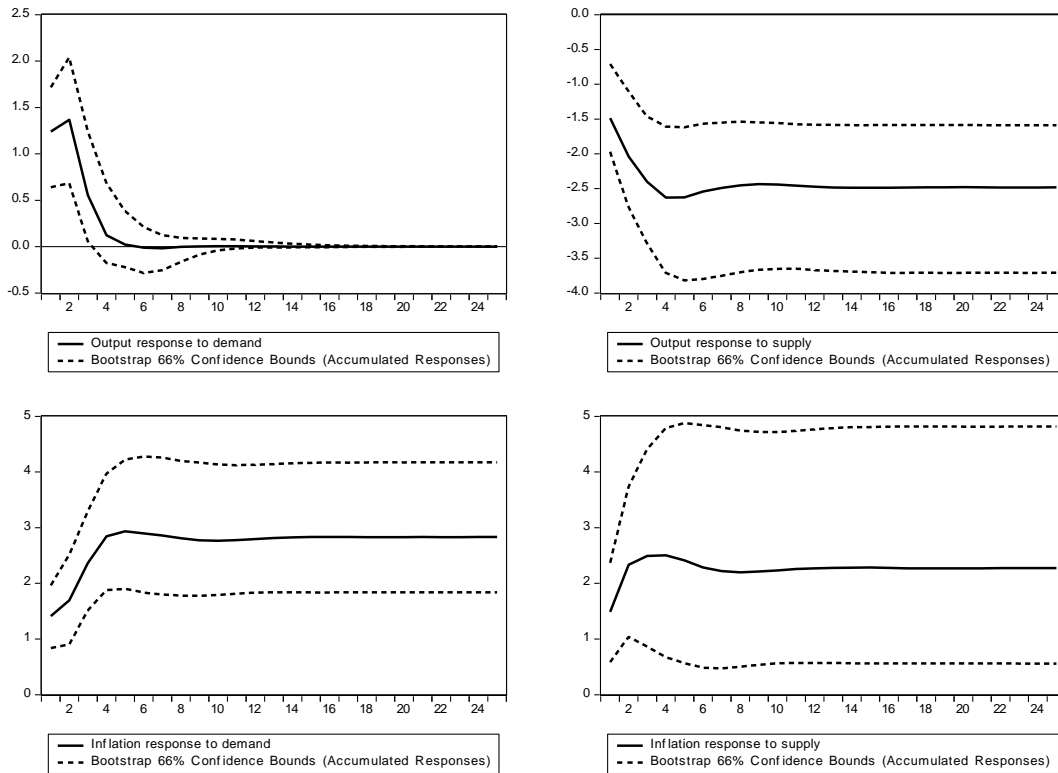 2.5
2.0
1.5
1.0
0.5
0.0
-0.5
2 4 6 8 10 12 14 16 18 20 22 24
Output response to demand
Bootstrap 66% Confidence Bounds (Accumulated Responses)
0.0
-0.5
-1.0
-1.5
-2.0
-2.5
-3.0
-3.5
-4.0
2 4 6 8 10 12 14 16 18 20 22 24
Output response to supply
Bootstrap 66% Confidence Bounds (Accumulated Responses)
5
4
3
2
1
0
2 4 6 8 10 12 14 16 18 20 22 24
Inflation response to demand
Bootstrap 66% Confidence Bounds (Accumulated Responses)
5
4
3
2
1
0
2 4 6 8 10 12 14 16 18 20 22 24
Inflation response to supply
Bootstrap 66% Confidence Bounds (Accumulated Responses)